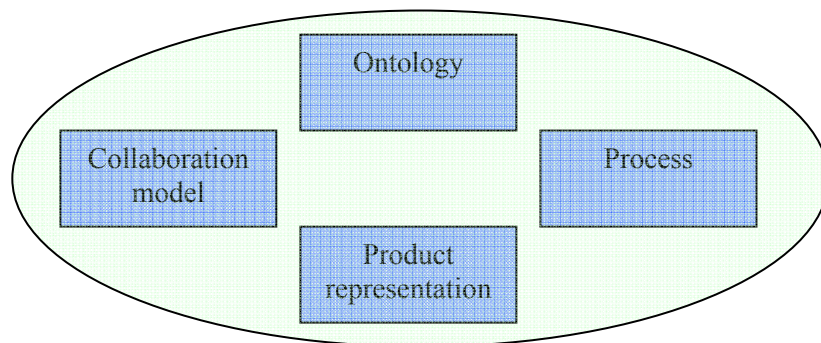 Ontology
Collaboration
model
Process
Product
representation